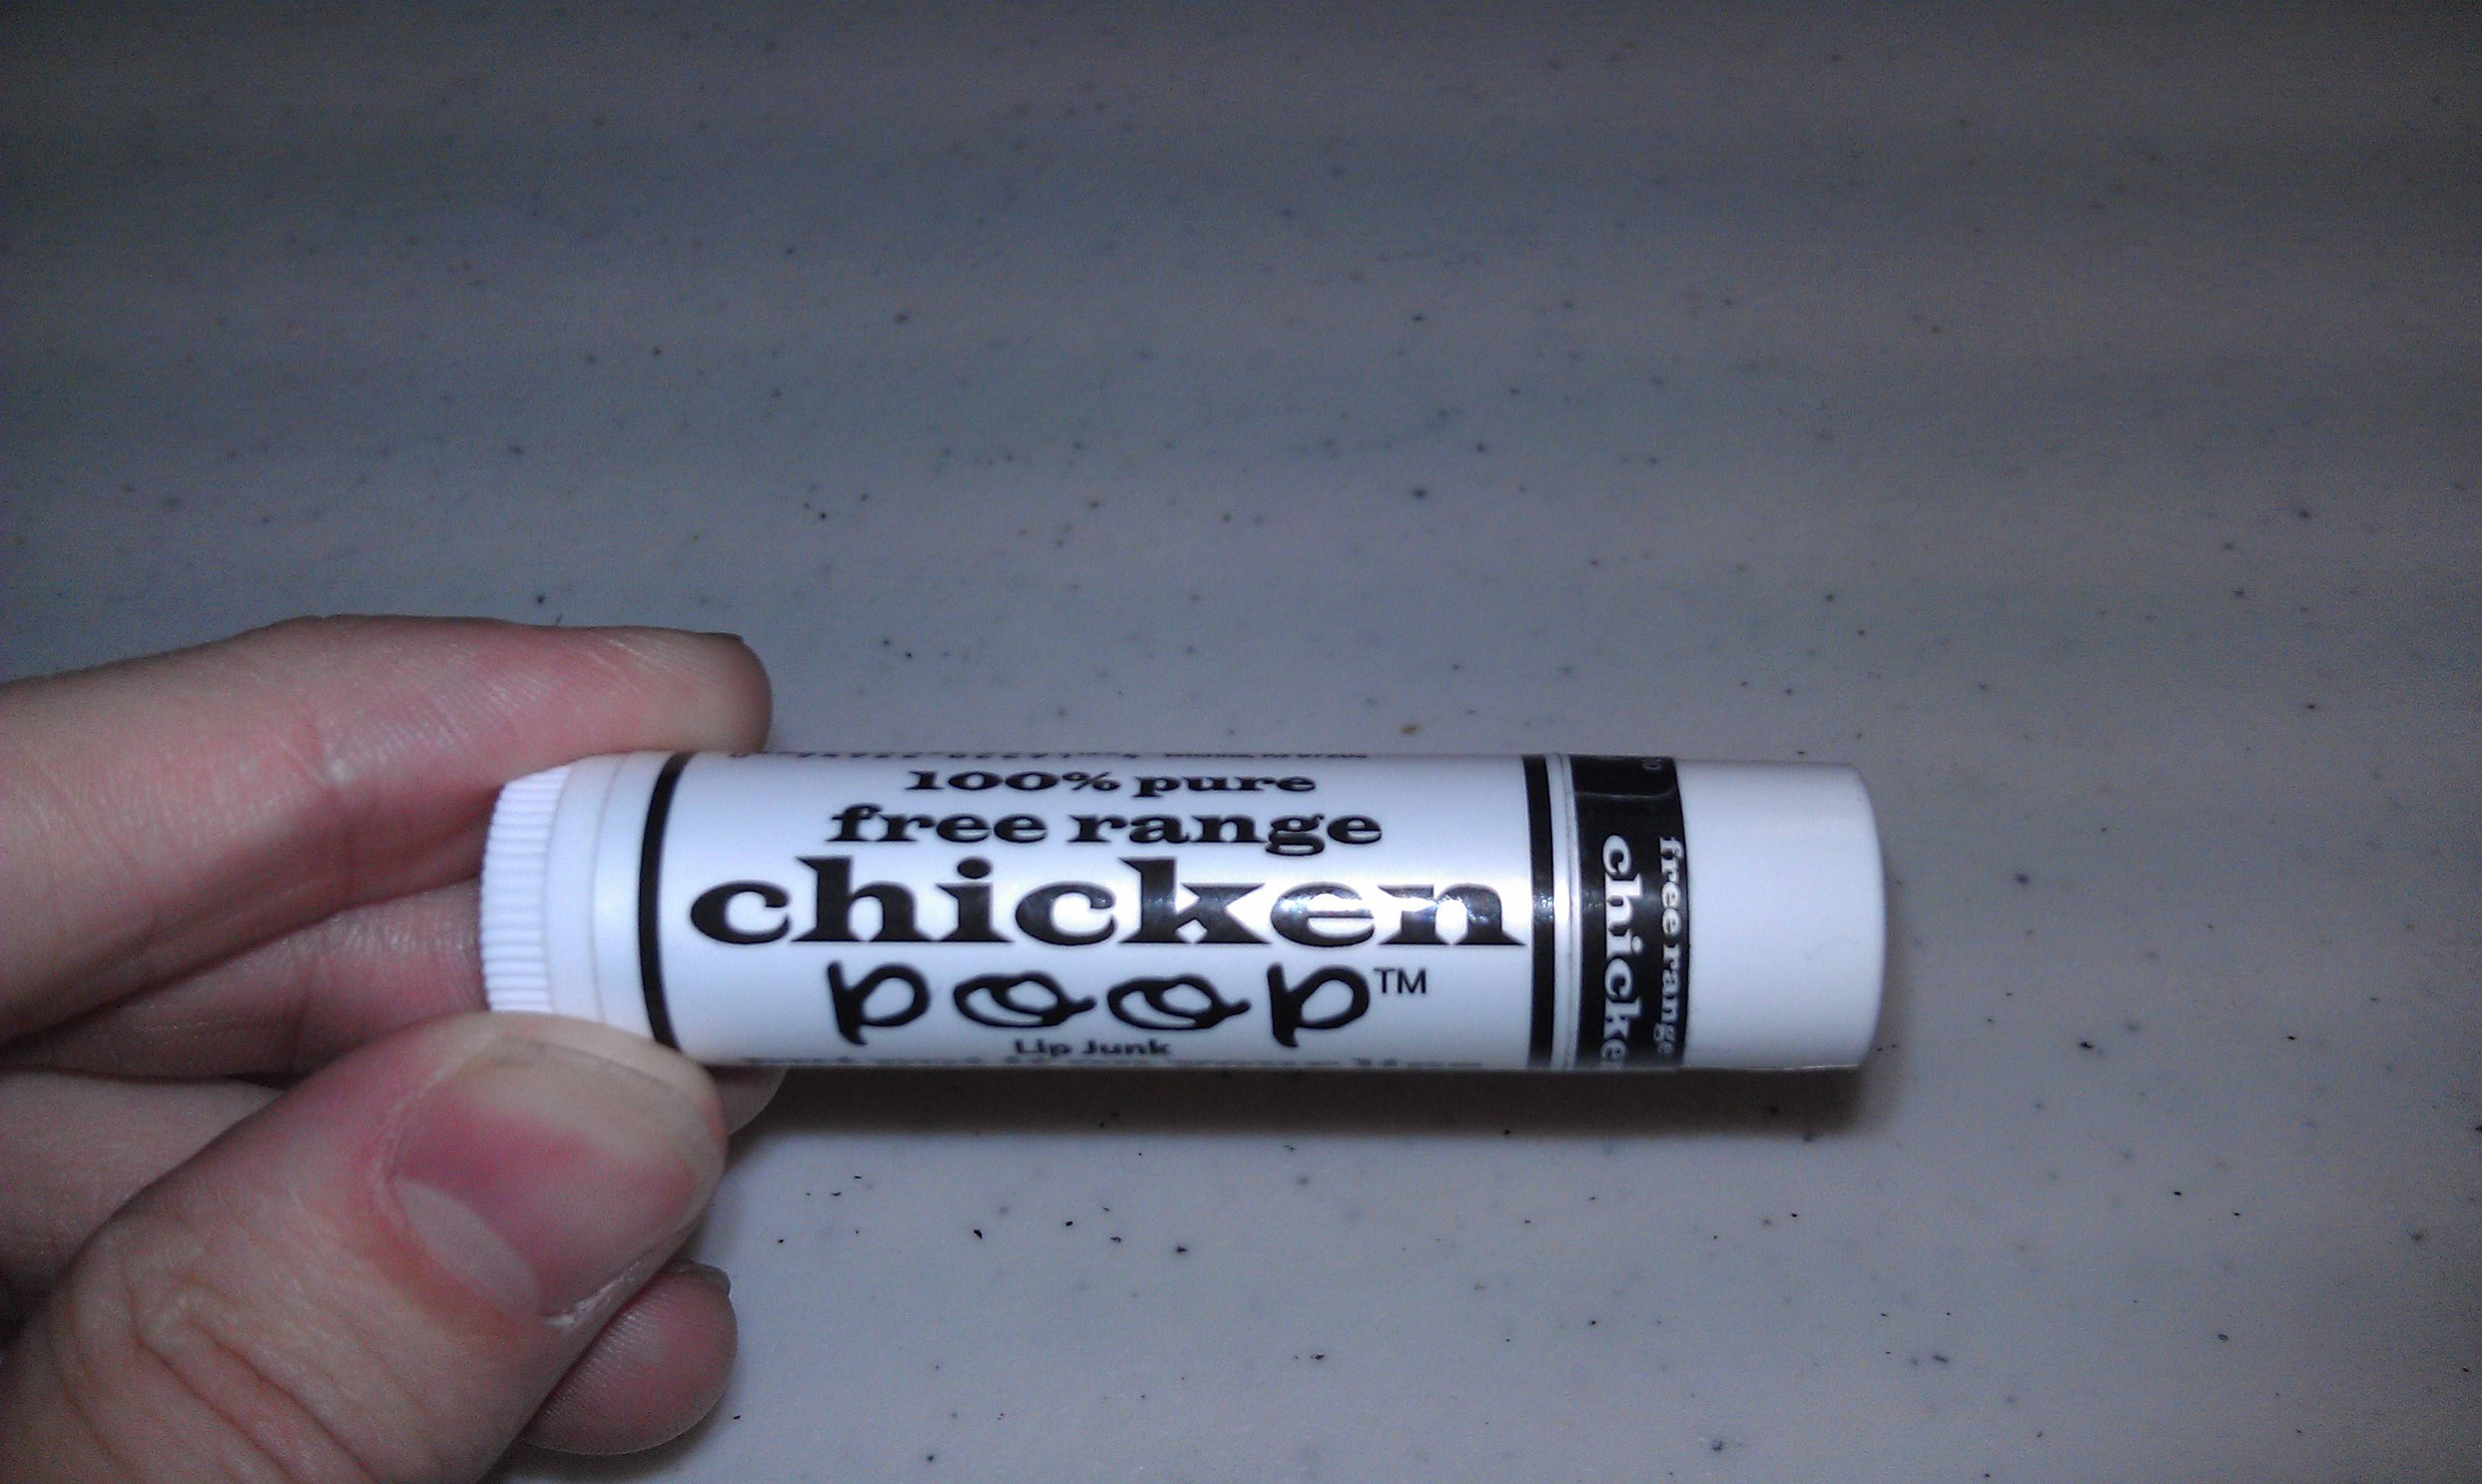 100% pure
free range
chicken
poop™
Lip Junk
free range
chicke